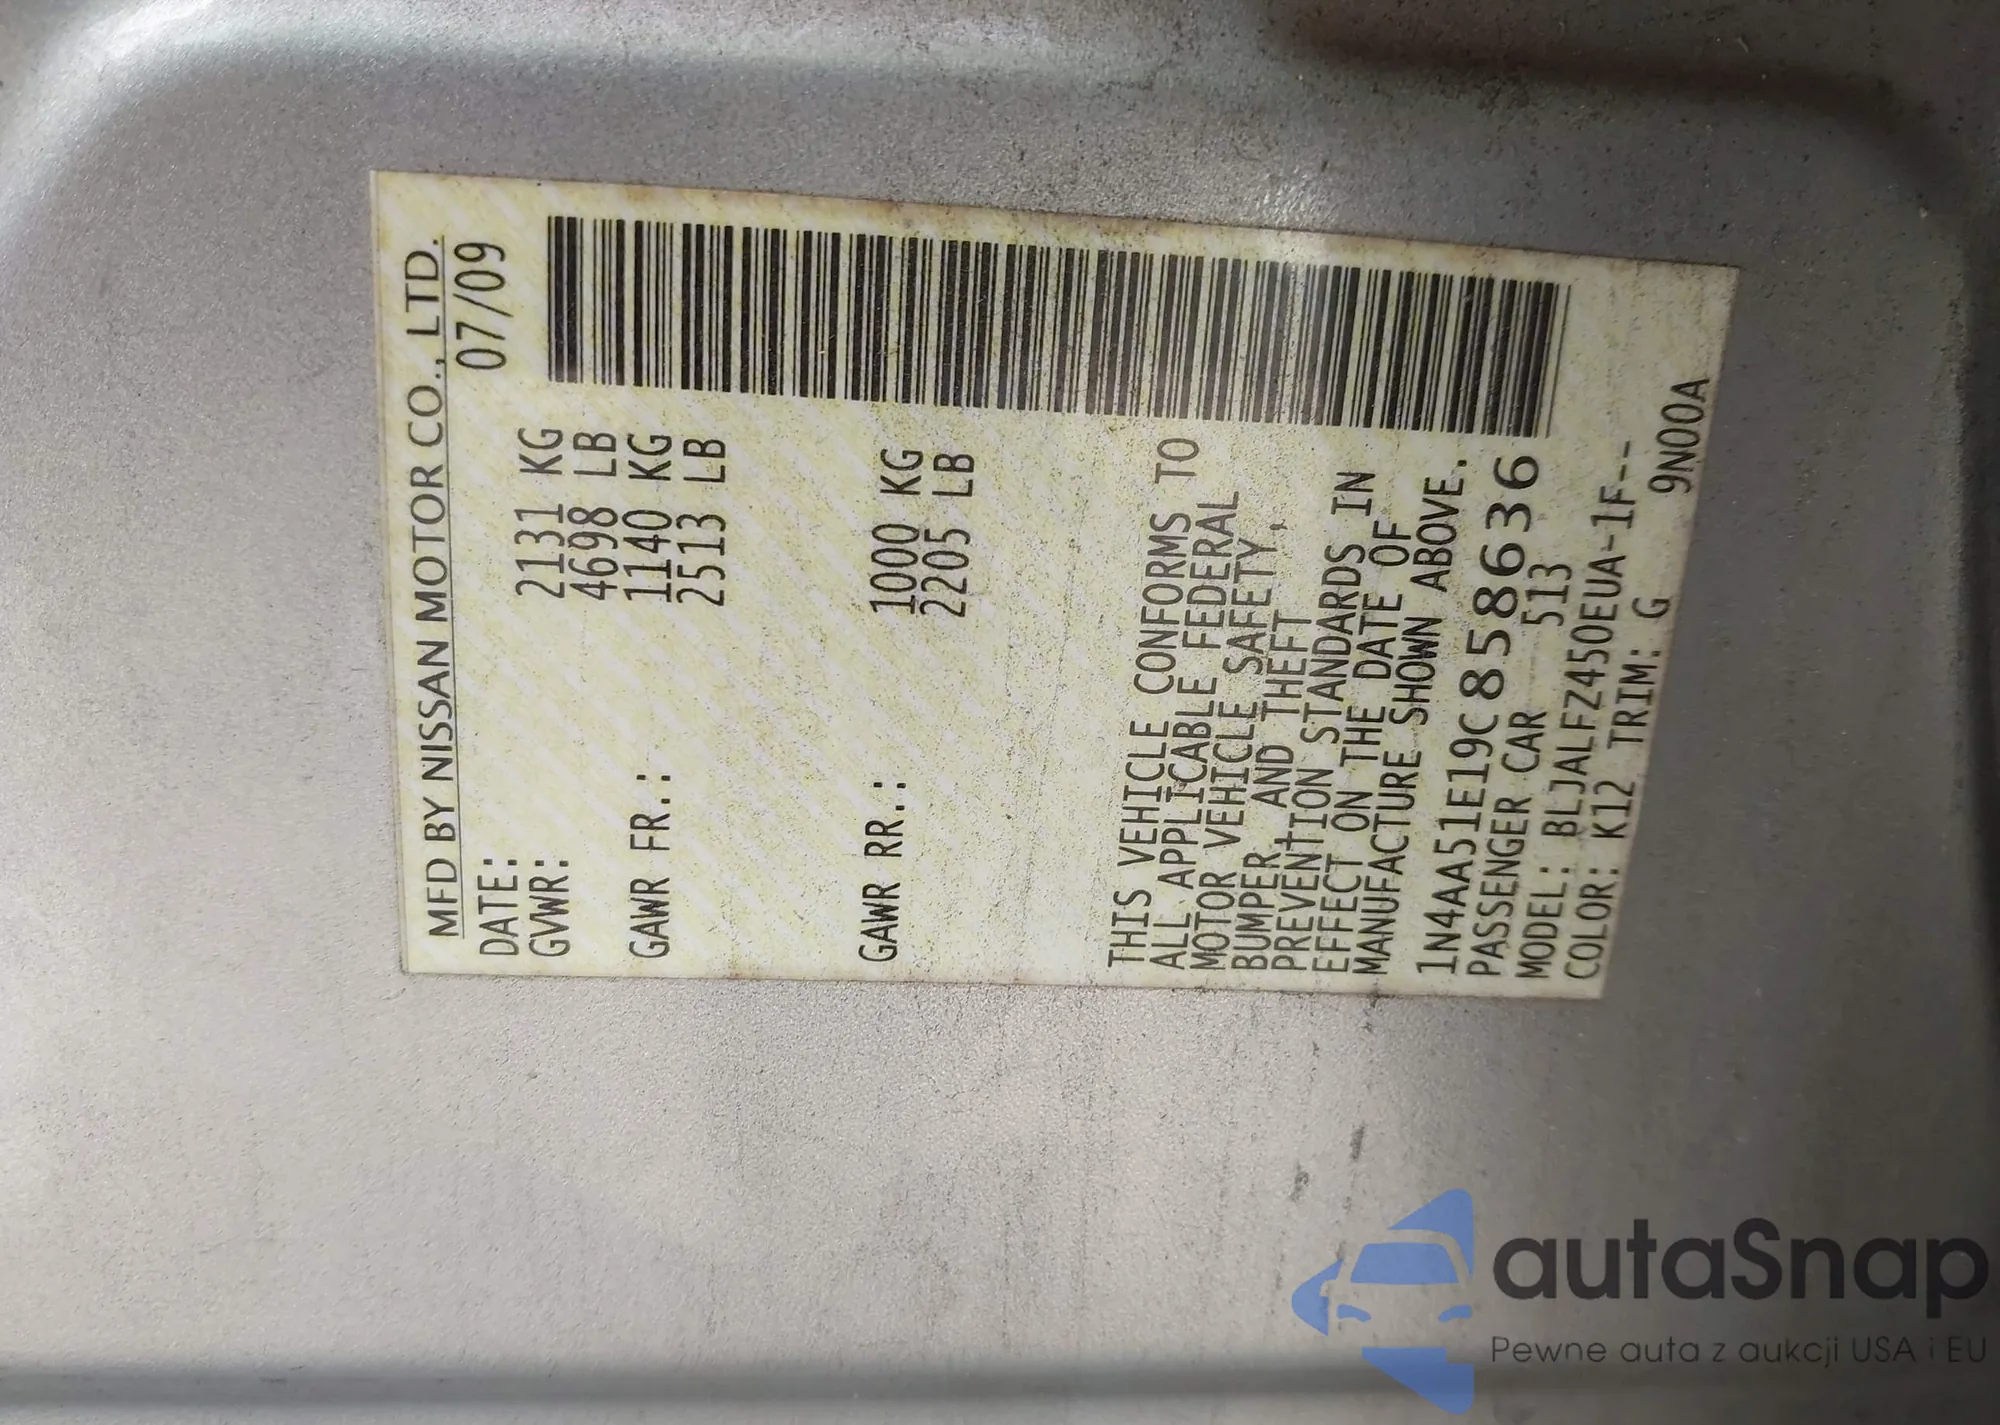 MFD BY NISSAN MOTOR CO., LTD.
DATE: 07/09
GVWR: 2131 KG
4698 LB
GAWR FR.: 1140 KG
2513 LB
GAWR RR.: 1000 KG
2205 LB
THIS VEHICLE CONFORMS TO
ALL APPLICABLE FEDERAL
MOTOR VEHICLE SAFETY,
BUMPER, AND THEFT
PREVENTION STANDARDS IN
EFFECT ON THE DATE OF
MANUFACTURE SHOWN ABOVE.
1N4AA51E19C858636
PASSENGER CAR 513
MODEL: BLJALFZ450EUA-1F--
COLOR: K12 TRIM: G 9N00A
autaSnap
Pewne auta z aukcji USA i EU